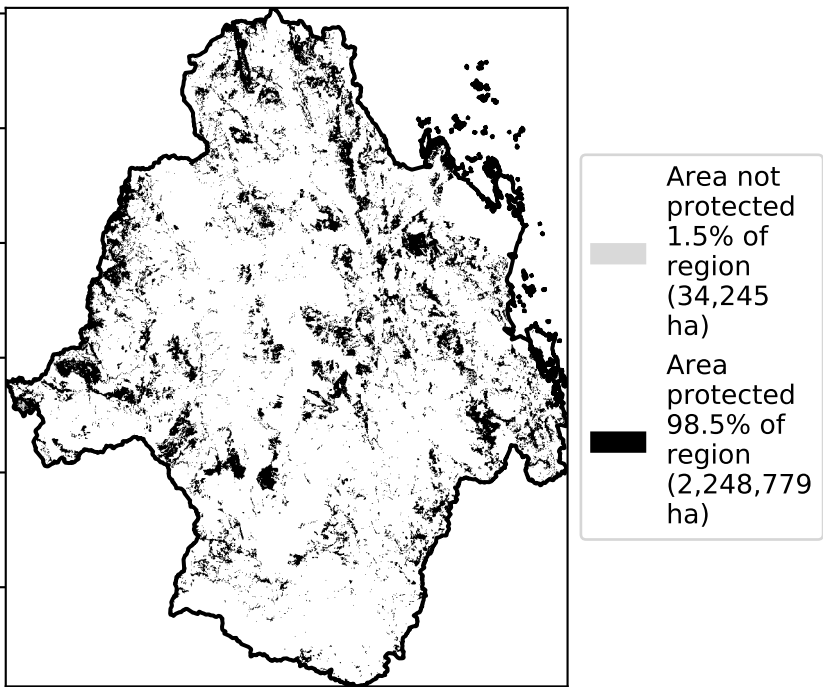 Area not
protected
1.5% of
region
(34,245
ha)
Area
protected
98.5% of
region
(2,248,779
ha)